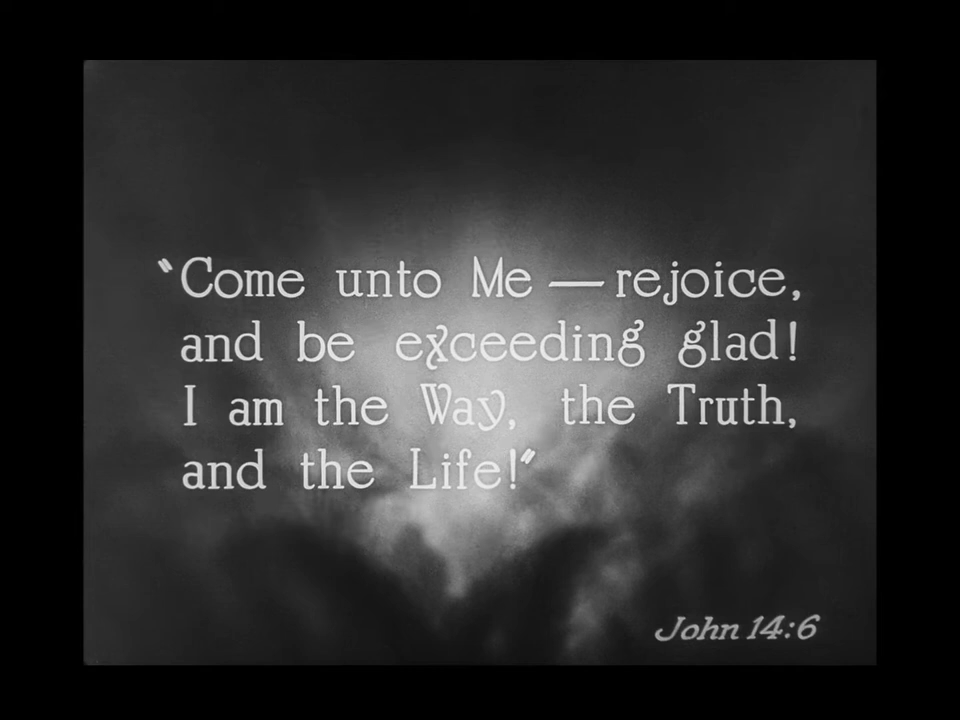 "Come unto Me — rejoice,
and be exceeding glad!
I am the Way, the Truth,
and the Life!"
John 14:6